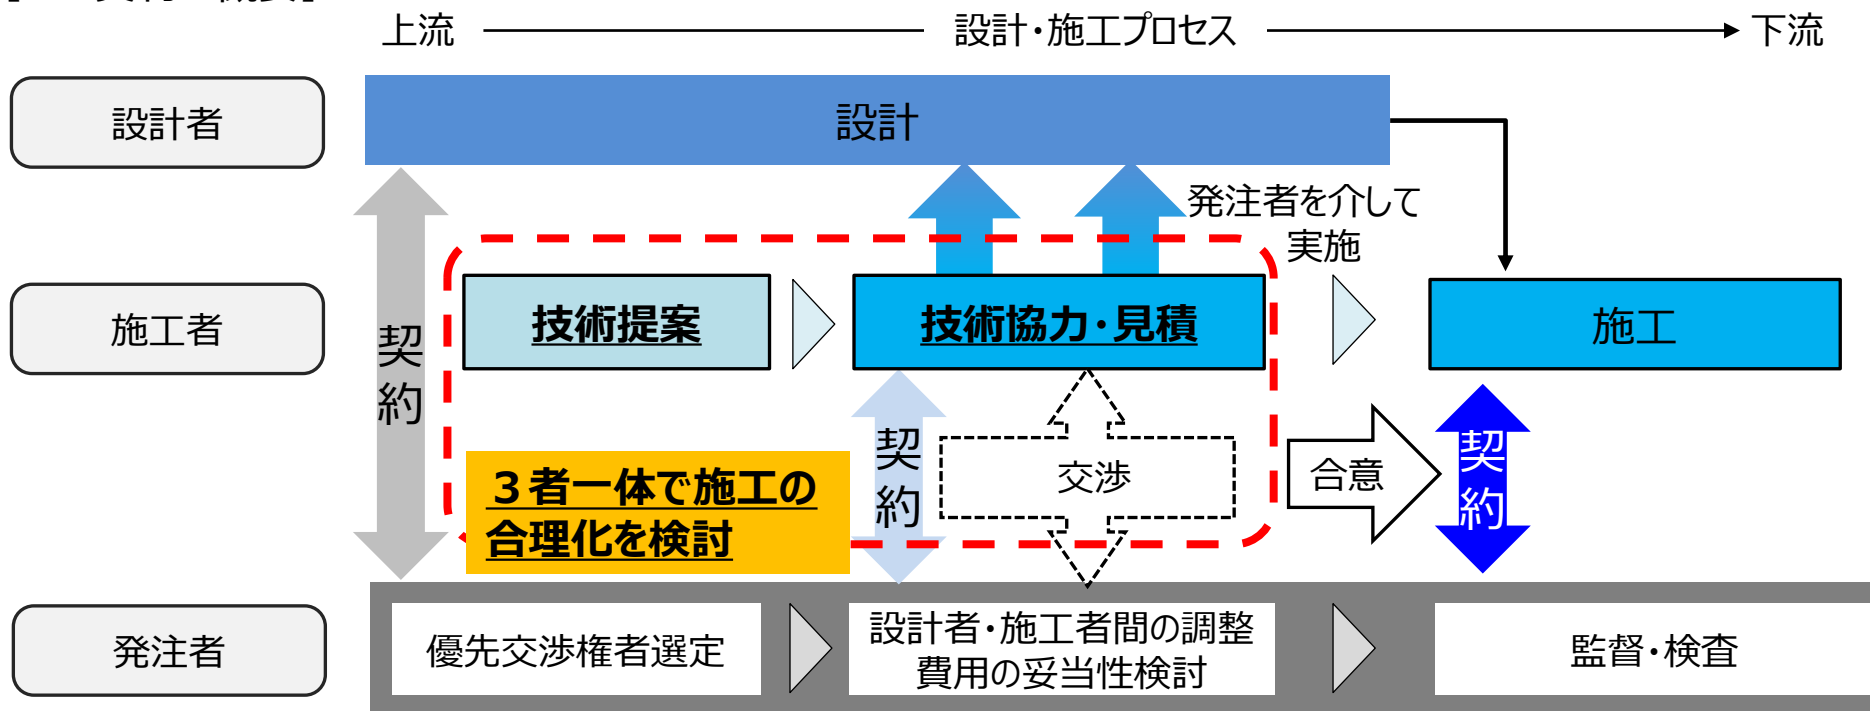 上流
設計・施工プロセス
下流
設計者
設計
発注者を介して
実施
施工者
技術提案
技術協力・見積
施工
契約
３者一体で施工の
合理化を検討
契約
交渉
合意
契約
発注者
優先交渉権者選定
設計者・施工者間の調整
費用の妥当性検討
監督・検査